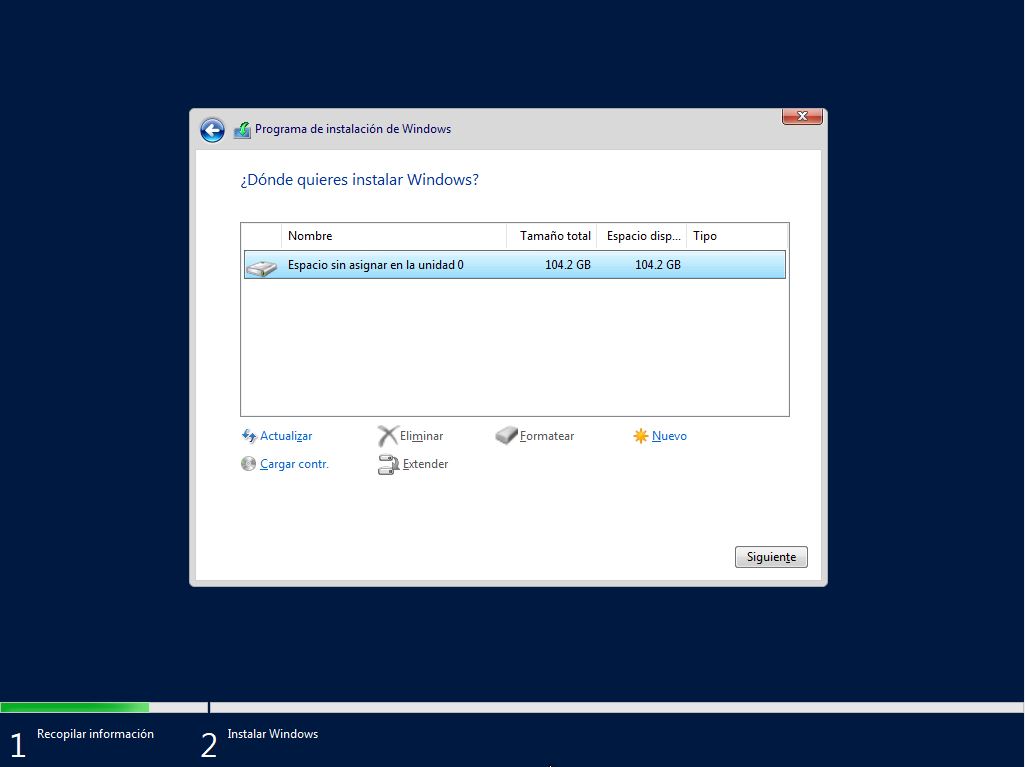 Programa de instalación de Windows
¿Dónde quieres instalar Windows?
Nombre Tamaño total Espacio disp... Tipo
Espacio sin asignar en la unidad 0 104.2 GB 104.2 GB
Actualizar Eliminar Formatear Nuevo
Cargar contr. Extender
Siguiente
1 Recopilar información 2 Instalar Windows